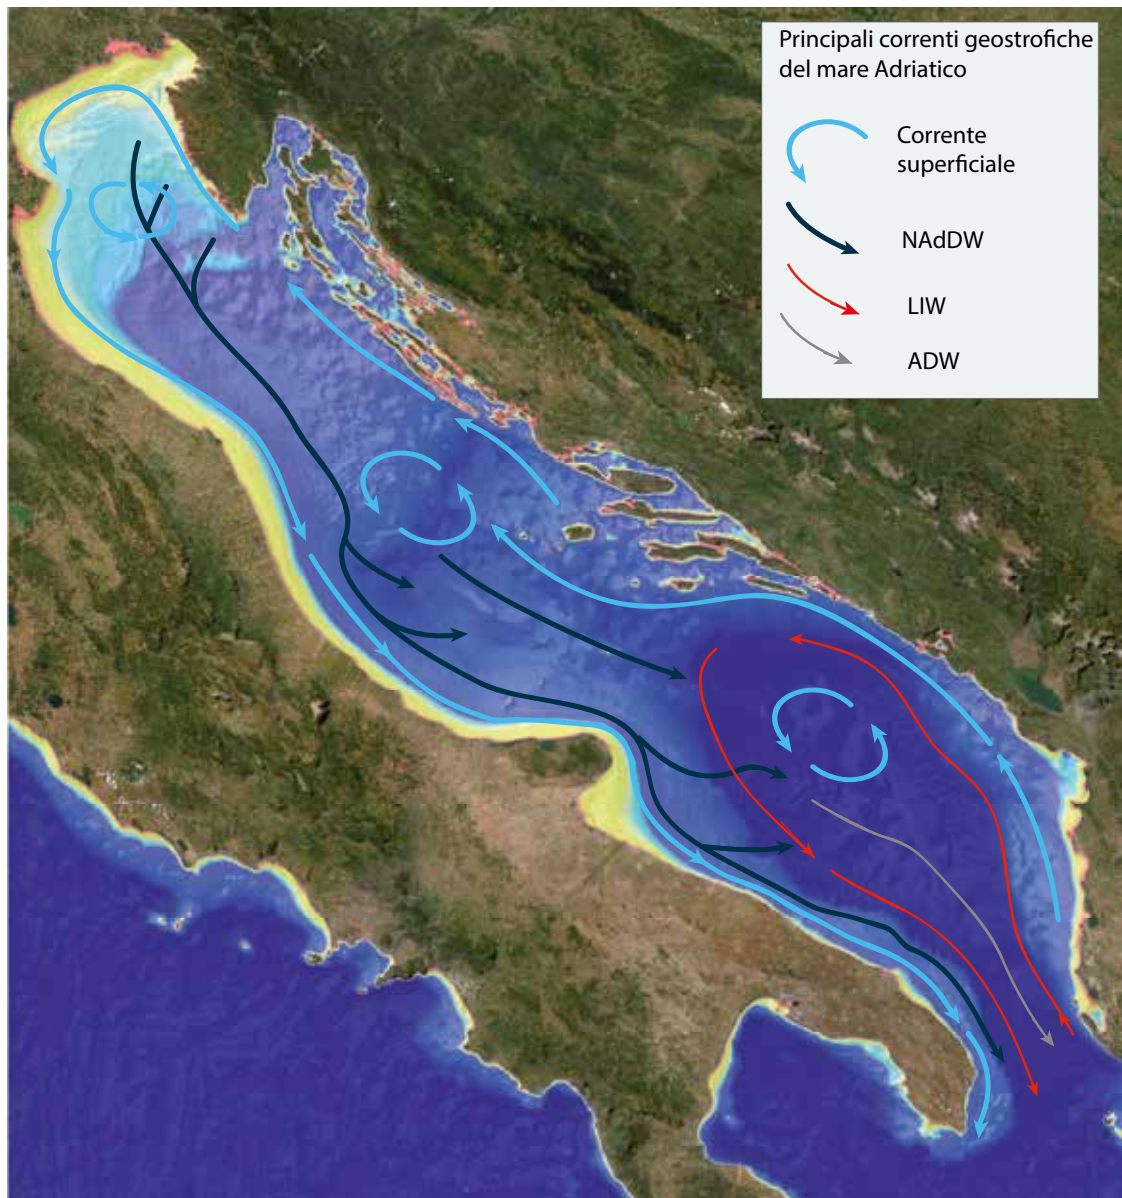 Principali correnti geostrofiche
del mare Adriatico
Corrente
superficiale
NAdDW
LIW
ADW